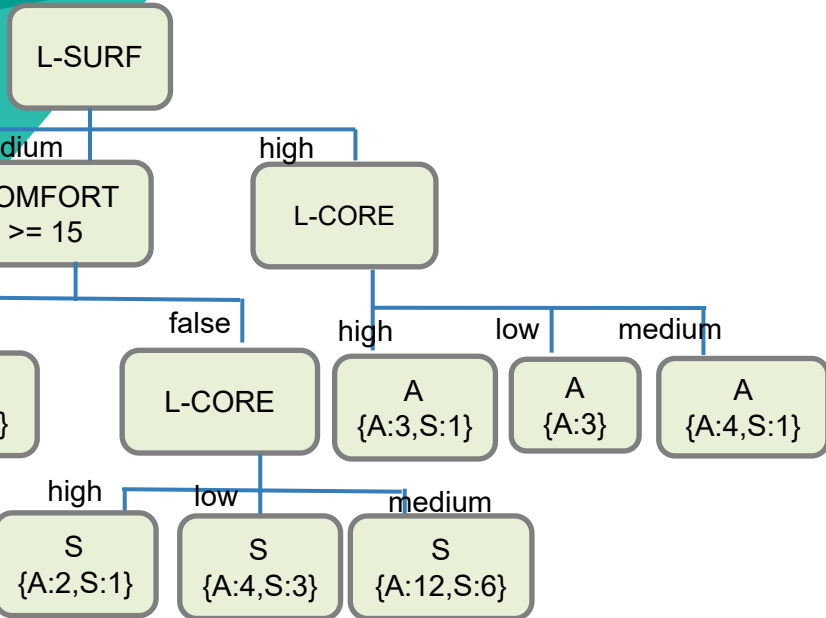 L-SURF
dium
high
OMFORT
>= 15
L-CORE
false
high
low
medium
}
L-CORE
A
{A:3,S:1}
A
{A:3}
A
{A:4,S:1}
high
low
medium
S
{A:2,S:1}
S
{A:4,S:3}
S
{A:12,S:6}